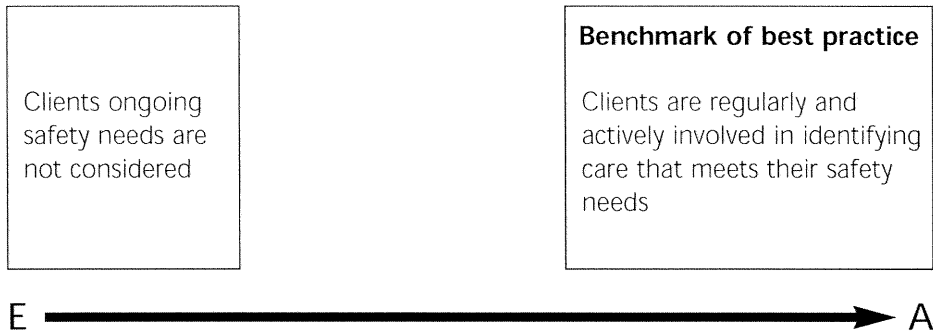 Clients ongoing
safety needs are
not considered
Benchmark of best practice
Clients are regularly and
actively involved in identifying
care that meets their safety
needs
E
A